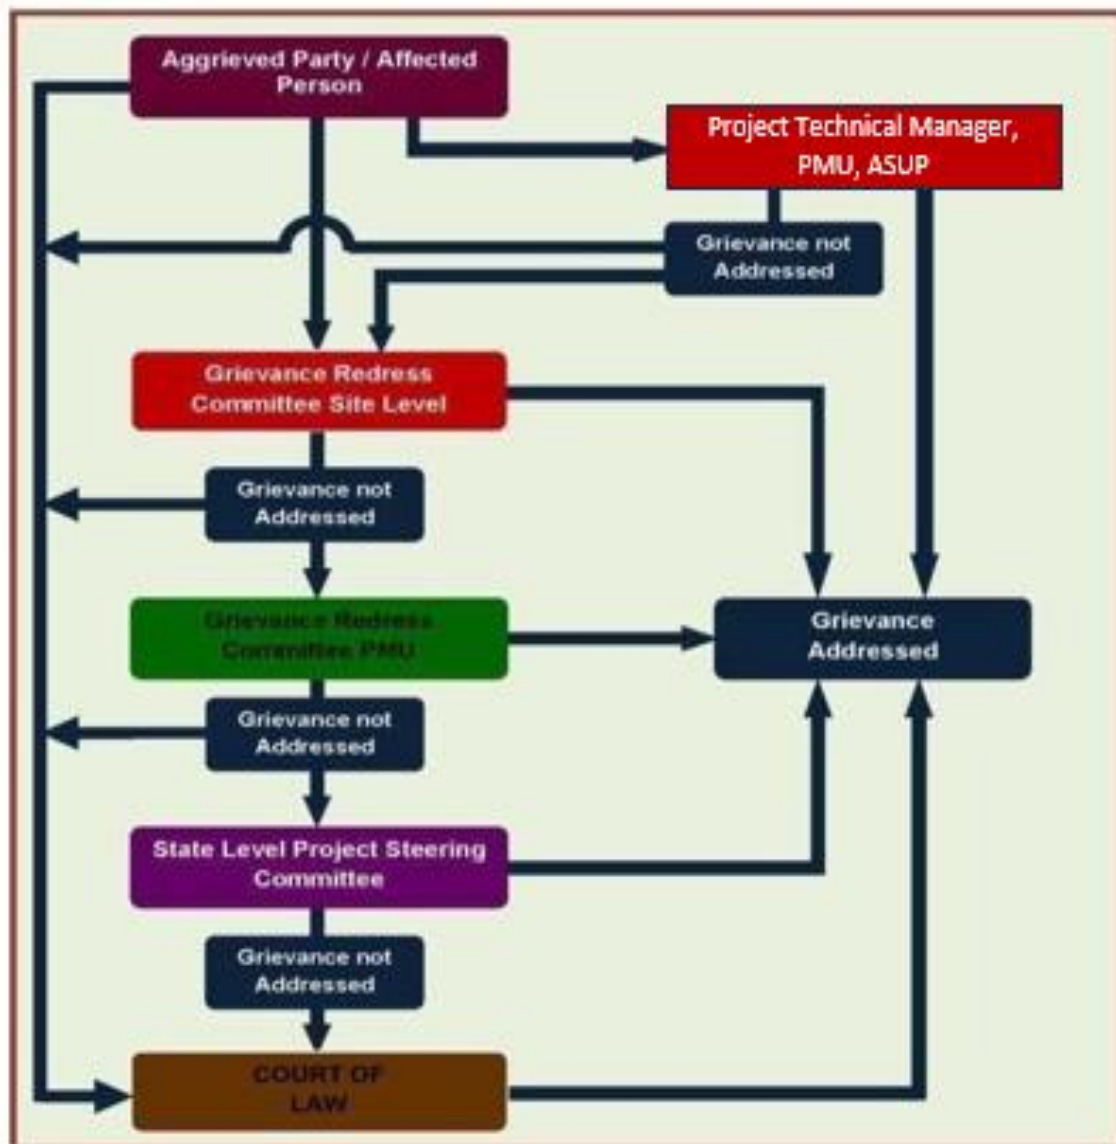 Aggrieved Party / Affected
Person
Project Technical Manager,
PMU, ASUP
Grievance not
Addressed
Grievance Redress
Committee Site Level
Grievance not
Addressed
Grievance Redress
Committee PMU
Grievance
Addressed
Grievance not
Addressed
State Level Project Steering
Committee
Grievance not
Addressed
COURT OF
LAW